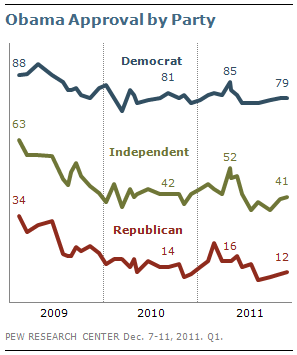 Obama Approval by Party
88
Democrat
81
85
79
63
Independent
42
52
41
34
Republican
14
16
12
2009 2010 2011
PEW RESEARCH CENTER Dec. 7-11, 2011. Q1.